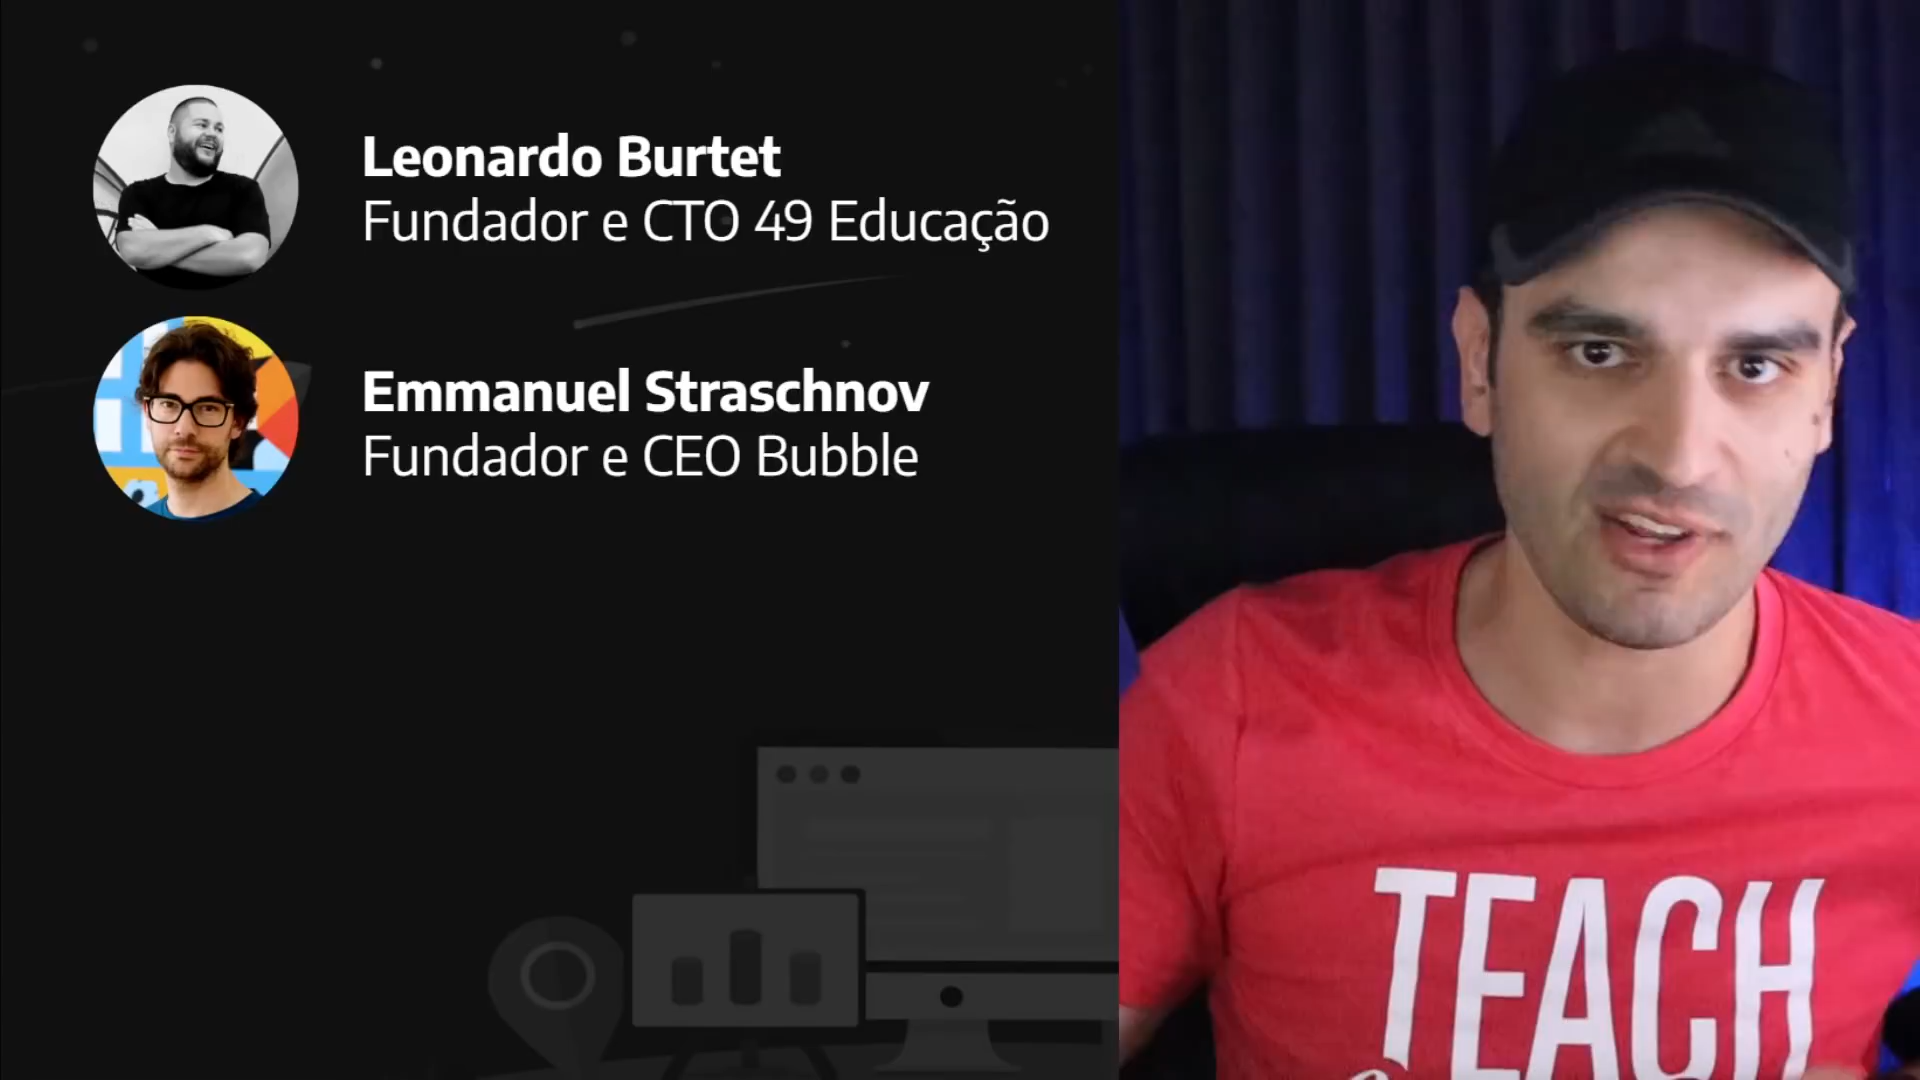 Leonardo Burtet
Fundador e CTO 49 Educação
Emmanuel Straschnov
Fundador e CEO Bubble
TEACH